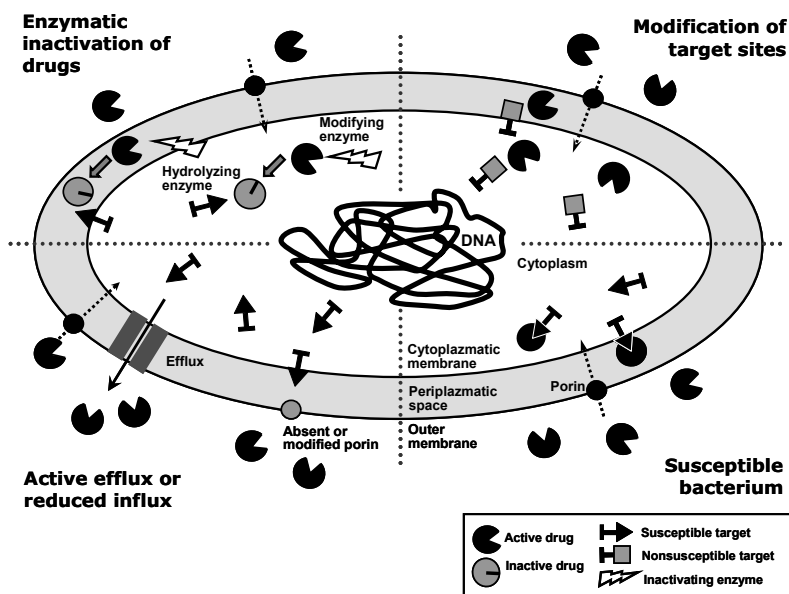 Enzymatic
inactivation of
drugs
Modification of
target sites
Modifying
enzyme
Hydrolyzing
enzyme
DNA
Cytoplasm
Efflux
Cytoplazmatic
membrane
Periplazmatic
space
Porin
Absent or
modified porin
Outer
membrane
Active efflux or
reduced influx
Susceptible
bacterium
Active drug
Inactive drug
Susceptible target
Nonsusceptible target
Inactivating enzyme